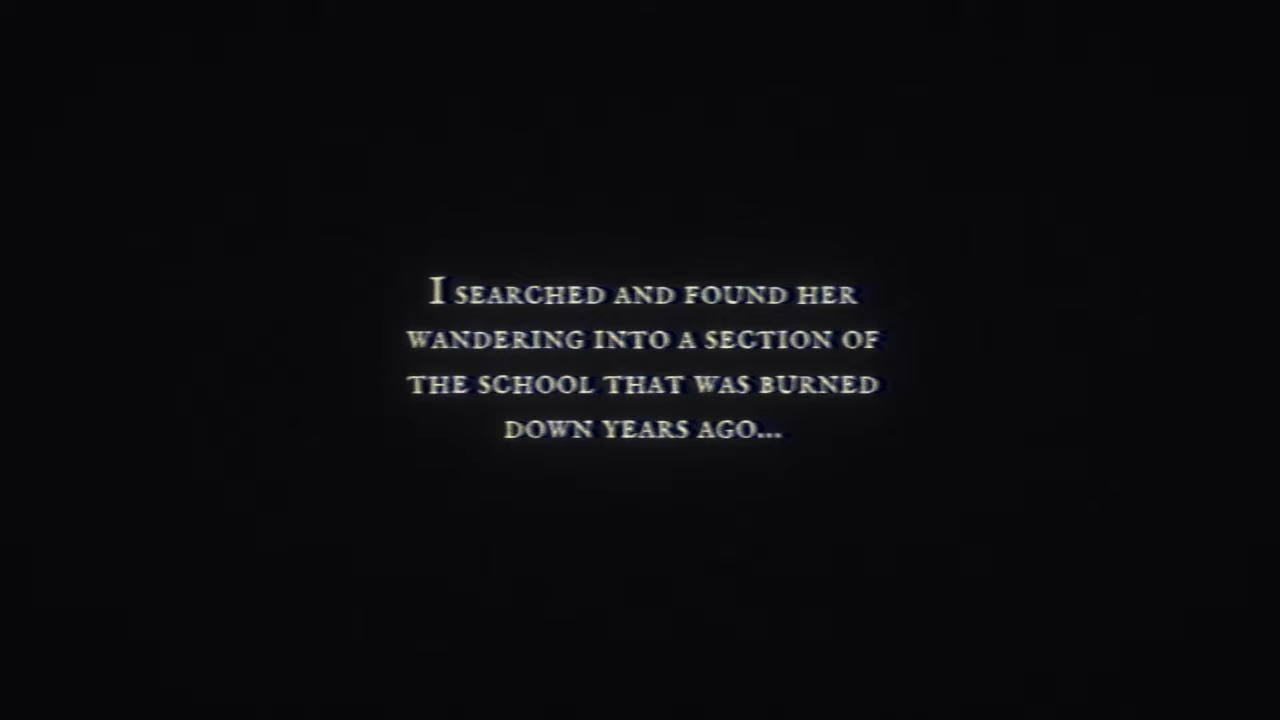 I SEARCHED AND FOUND HER
WANDERING INTO A SECTION OF
THE SCHOOL THAT WAS BURNED
DOWN YEARS AGO...